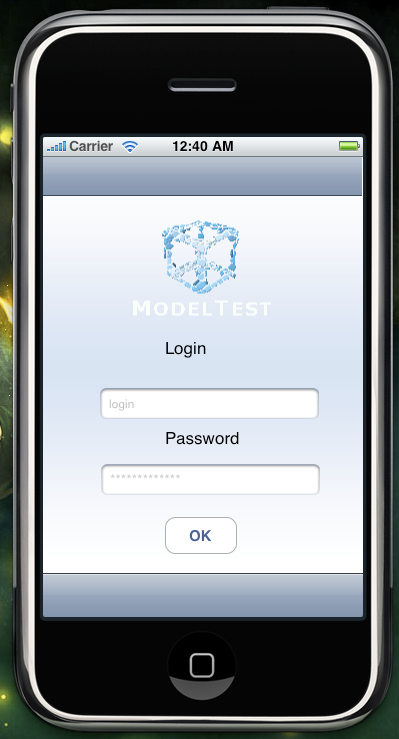 Carrier 12:40 AM
MODELTEST
Login
login
Password
*************
OK